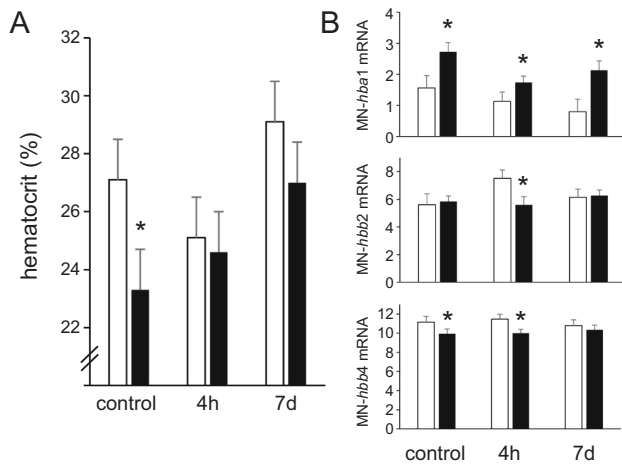 A
hematocrit (%)
32
30
28
26
24
22
*
control 4h 7d
B
MN-hba1 mRNA
4
3
2
1
0
* * *
MN-hbb2 mRNA
8
6
4
2
0
*
MN-hbb4 mRNA
12
10
8
6
4
2
0
* *
control 4h 7d